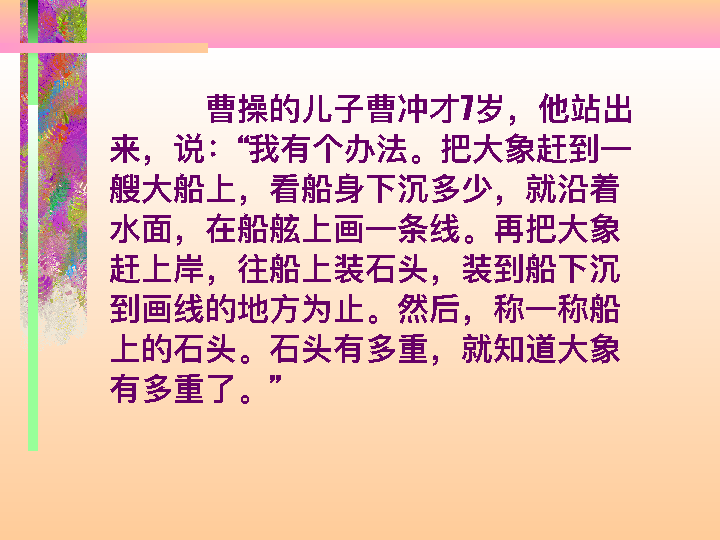 曹操的儿子曹冲才7岁，他站出
来，说：“我有个办法。把大象赶到一
艘大船上，看船身下沉多少，就沿着
水面，在船舷上画一条线。再把大象
赶上岸，往船上装石头，装到船下沉
到画线的地方为止。然后，称一称船
上的石头。石头有多重，就知道大象
有多重了。”